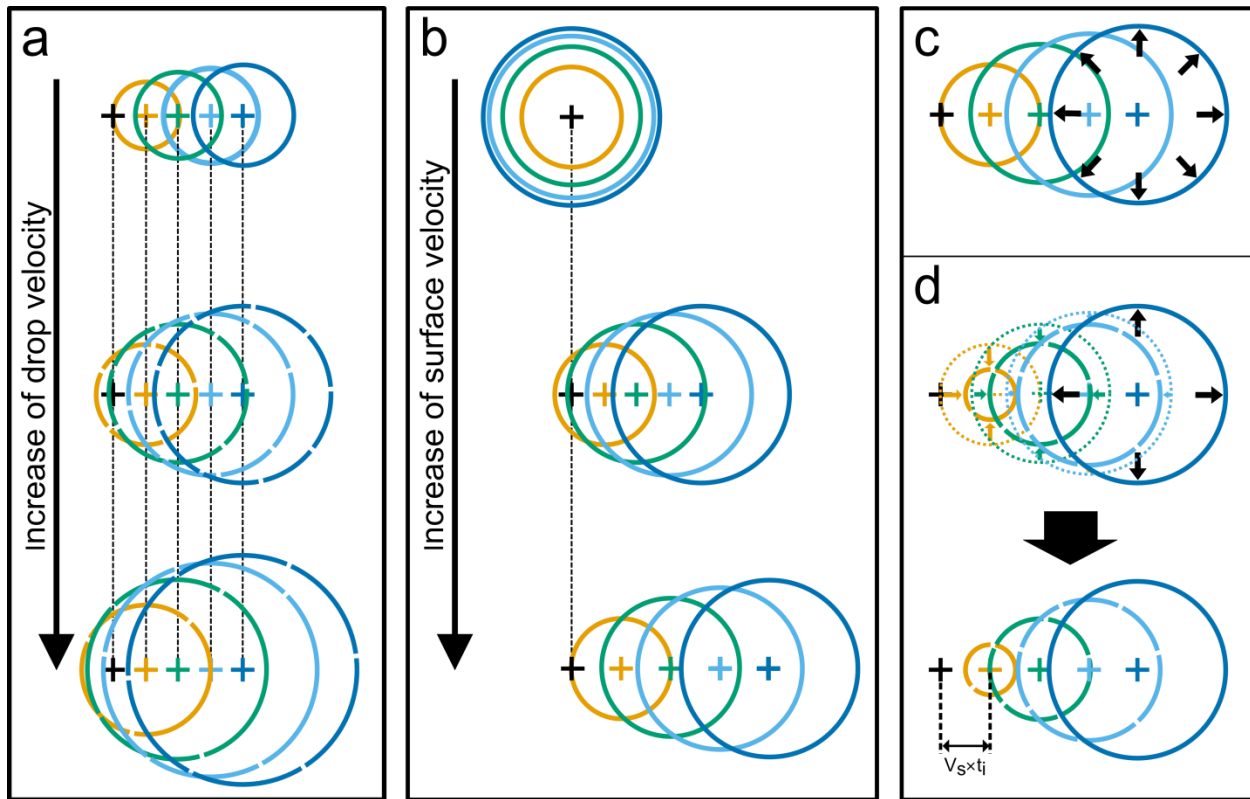 a
Increase of drop velocity
b
Increase of surface velocity
c
d
Vs×ti